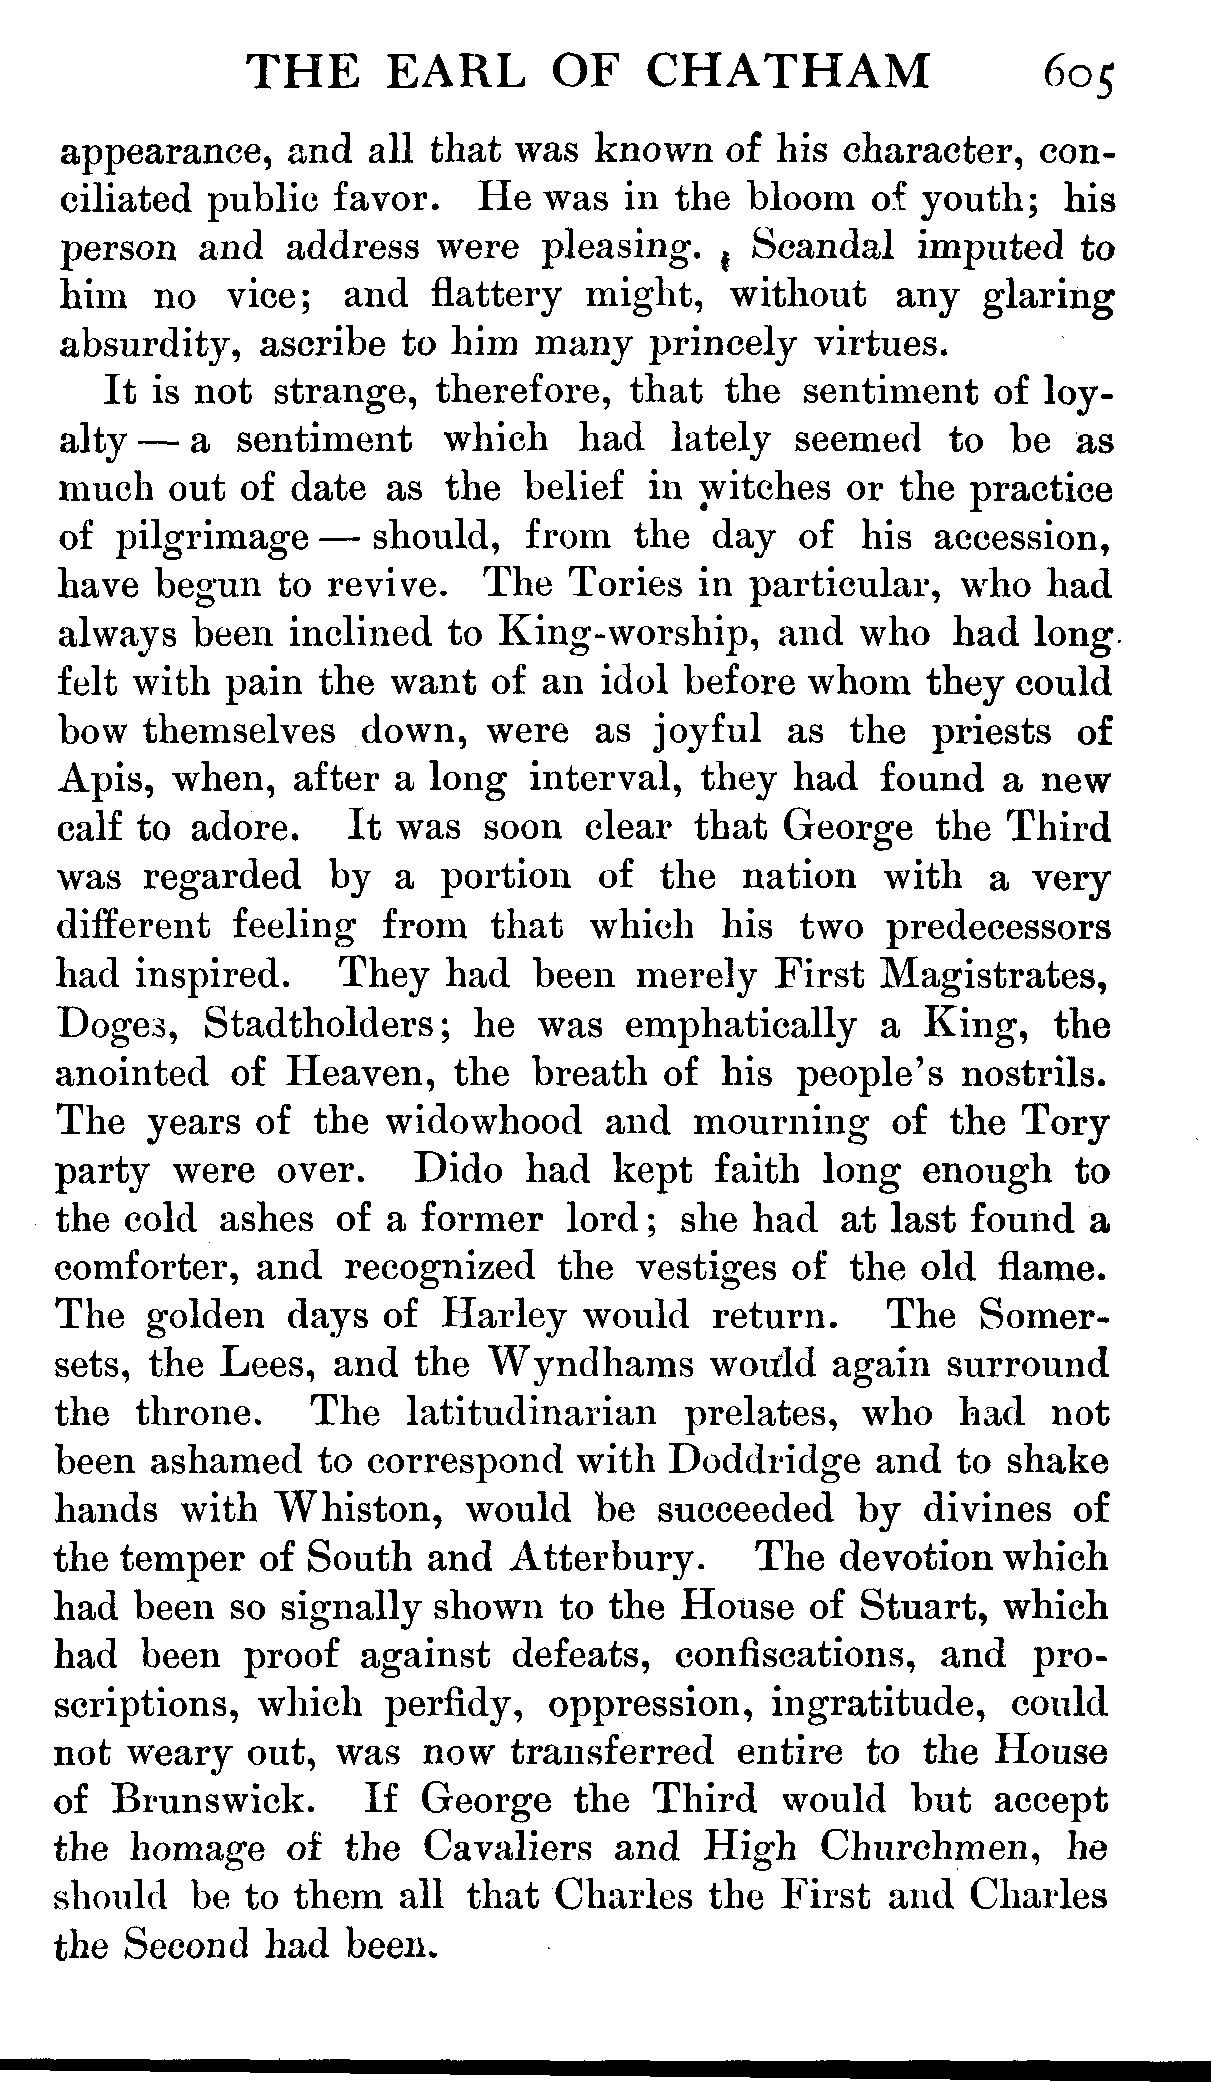 THE EARL OF CHATHAM 605
appearance, and all that was known of his character, con-
ciliated public favor. He was in the bloom of youth; his
person and address were pleasing. Scandal imputed to
him no vice; and flattery might, without any glaring
absurdity, ascribe to him many princely virtues.
It is not strange, therefore, that the sentiment of loy-
alty — a sentiment which had lately seemed to be as
much out of date as the belief in witches or the practice
of pilgrimage — should, from the day of his accession,
have begun to revive. The Tories in particular, who had
always been inclined to King-worship, and who had long
felt with pain the want of an idol before whom they could
bow themselves down, were as joyful as the priests of
Apis, when, after a long interval, they had found a new
calf to adore. It was soon clear that George the Third
was regarded by a portion of the nation with a very
different feeling from that which his two predecessors
had inspired. They had been merely First Magistrates,
Doges, Stadtholders; he was emphatically a King, the
anointed of Heaven, the breath of his people's nostrils.
The years of the widowhood and mourning of the Tory
party were over. Dido had kept faith long enough to
the cold ashes of a former lord; she had at last found a
comforter, and recognized the vestiges of the old flame.
The golden days of Harley would return. The Somer-
sets, the Lees, and the Wyndhams would again surround
the throne. The latitudinarian prelates, who had not
been ashamed to correspond with Doddridge and to shake
hands with Whiston, would be succeeded by divines of
the temper of South and Atterbury. The devotion which
had been so signally shown to the House of Stuart, which
had been proof against defeats, confiscations, and pro-
scriptions, which perfidy, oppression, ingratitude, could
not weary out, was now transferred entire to the House
of Brunswick. If George the Third would but accept
the homage of the Cavaliers and High Churchmen, he
should be to them all that Charles the First and Charles
the Second had been.